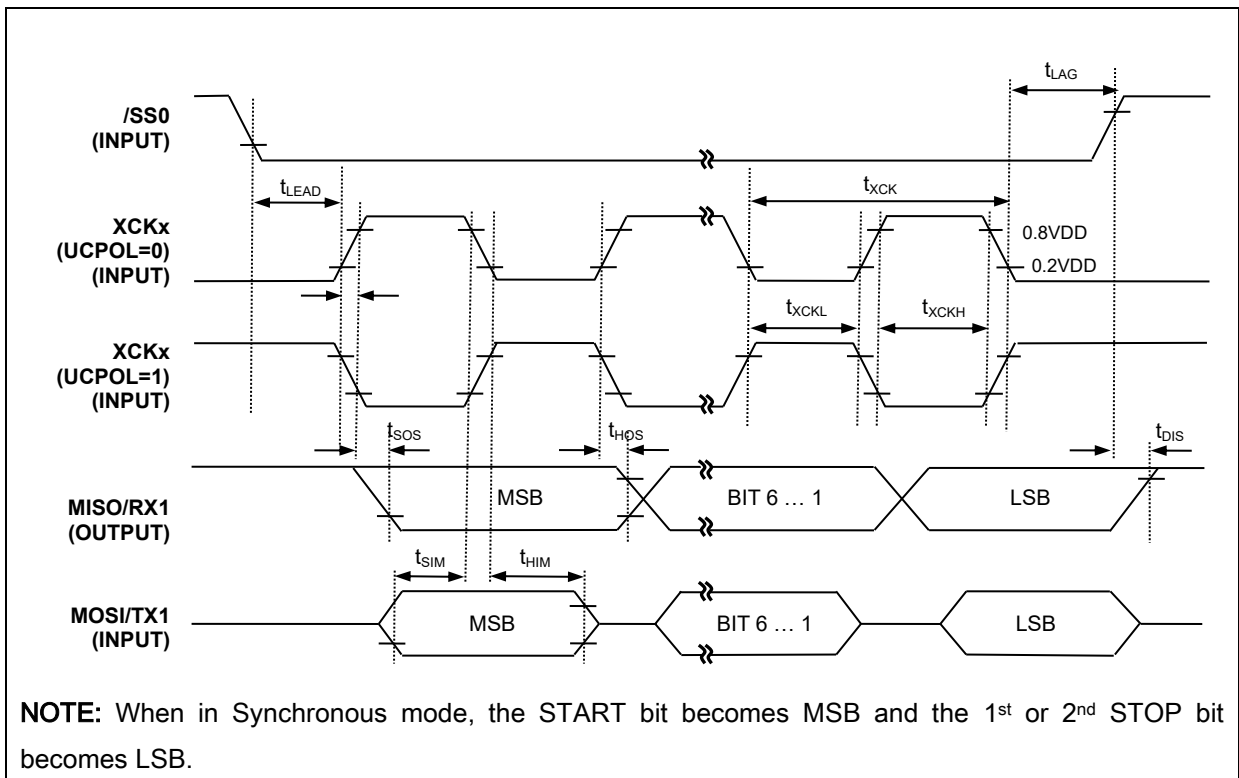 tLAG
/SS0
(INPUT)
tLEAD
tXCK
XCKx
(UCPOL=0)
(INPUT)
0.8VDD
0.2VDD
tXCKL
tXCKH
XCKx
(UCPOL=1)
(INPUT)
tSOS
tHOS
tDIS
MISO/RX1
(OUTPUT)
MSB
BIT 6 … 1
LSB
tSIM
tHIM
MOSI/TX1
(INPUT)
MSB
BIT 6 … 1
LSB
NOTE: When in Synchronous mode, the START bit becomes MSB and the 1st or 2nd STOP bit
becomes LSB.